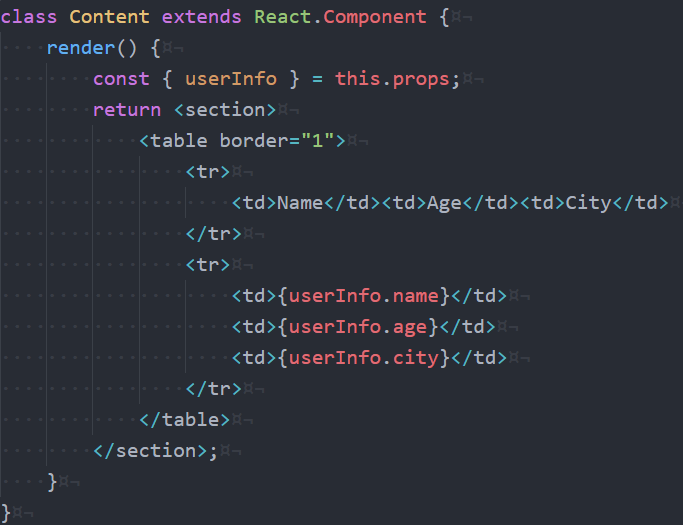 class Content extends React.Component {
    render() {
        const { userInfo } = this.props;
        return <section>
            <table border="1">
                <tr>
                    <td>Name</td><td>Age</td><td>City</td>
                </tr>
                <tr>
                    <td>{userInfo.name}</td>
                    <td>{userInfo.age}</td>
                    <td>{userInfo.city}</td>
                </tr>
            </table>
        </section>;
    }
}